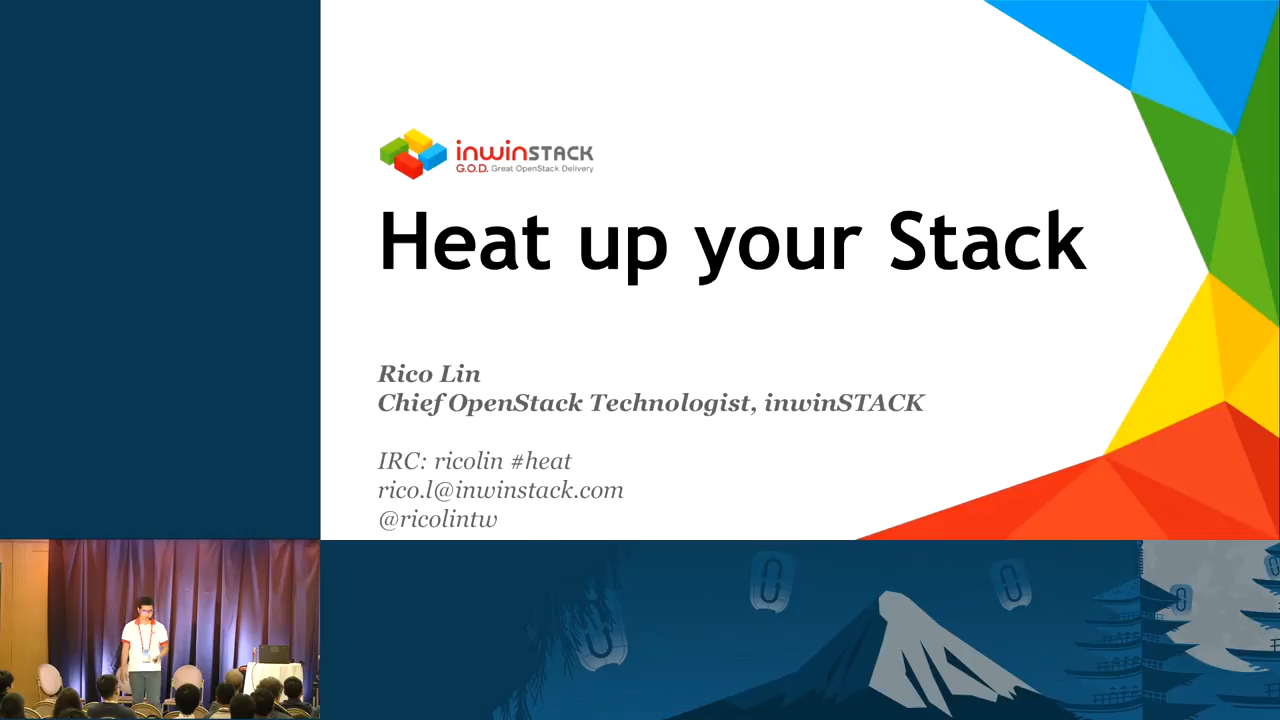 inwinSTACK
G.O.D. Great OpenStack Delivery
Heat up your Stack
Rico Lin
Chief OpenStack Technologist, inwinSTACK
IRC: ricolin #heat
rico.l@inwinstack.com
@ricolintw